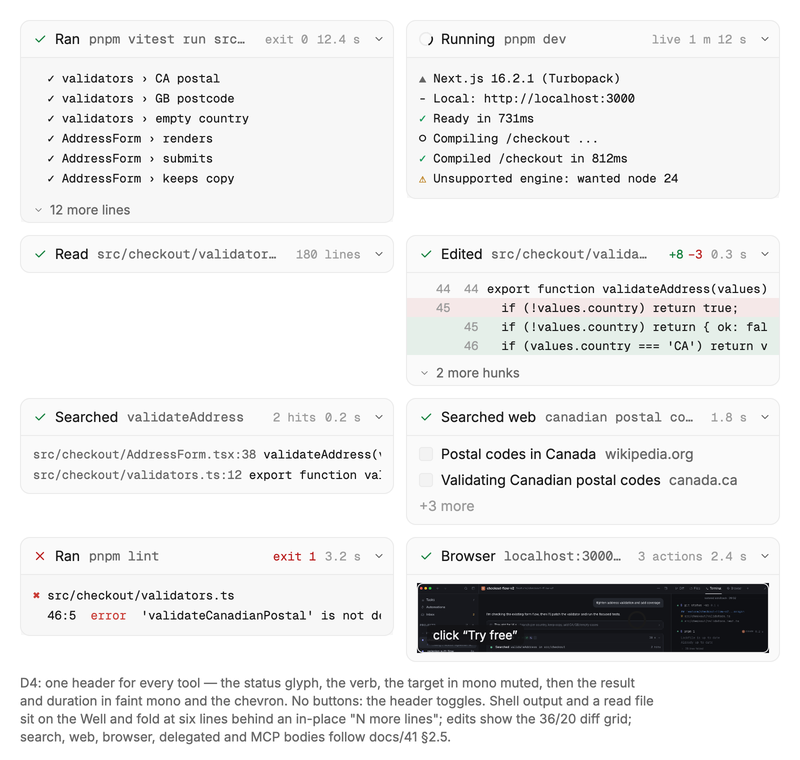 ✓ Ran pnpm vitest run src… exit 0 12.4 s
✓ validators › CA postal
✓ validators › GB postcode
✓ validators › empty country
✓ AddressForm › renders
✓ AddressForm › submits
✓ AddressForm › keeps copy
12 more lines
Running pnpm dev live 1 m 12 s
▲ Next.js 16.2.1 (Turbopack)
- Local: http://localhost:3000
✓ Ready in 731ms
○ Compiling /checkout ...
✓ Compiled /checkout in 812ms
⚠ Unsupported engine: wanted node 24
✓ Read src/checkout/validator… 180 lines
✓ Edited src/checkout/valida… +8 -3 0.3 s
44 44 export function validateAddress(values)
45 if (!values.country) return true;
45 if (!values.country) return { ok: fal
46 if (values.country === 'CA') return v
2 more hunks
✓ Searched validateAddress 2 hits 0.2 s
src/checkout/AddressForm.tsx:38 validateAddress(v
src/checkout/validators.ts:12 export function val
✓ Searched web canadian postal co… 1.8 s
Postal codes in Canada wikipedia.org
Validating Canadian postal codes canada.ca
+3 more
✕ Ran pnpm lint exit 1 3.2 s
✖ src/checkout/validators.ts
46:5 error 'validateCanadianPostal' is not de
✓ Browser localhost:3000… 3 actions 2.4 s
click “Try free”
D4: one header for every tool — the status glyph, the verb, the target in mono muted, then the result
and duration in faint mono and the chevron. No buttons: the header toggles. Shell output and a read file
sit on the Well and fold at six lines behind an in-place "N more lines"; edits show the 36/20 diff grid;
search, web, browser, delegated and MCP bodies follow docs/41 §2.5.